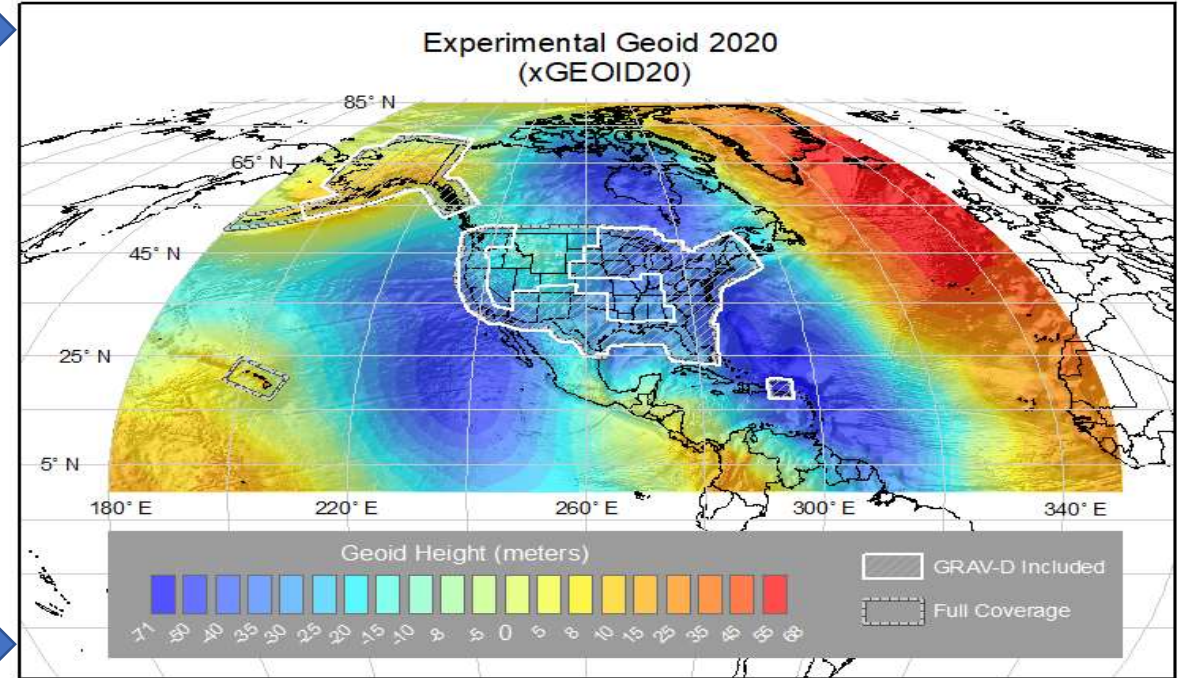 Experimental Geoid 2020
(xGEOID20)
85° N
65° N
45° N
25° N
5° N
180° E 220° E 260° E 300° E 340° E
Geoid Height (meters)
-71 -50 -40 -35 -30 -25 -20 -15 -10 -8 -5 0 5 8 10 15 25 35 45 55 68
GRAV-D Included
Full Coverage